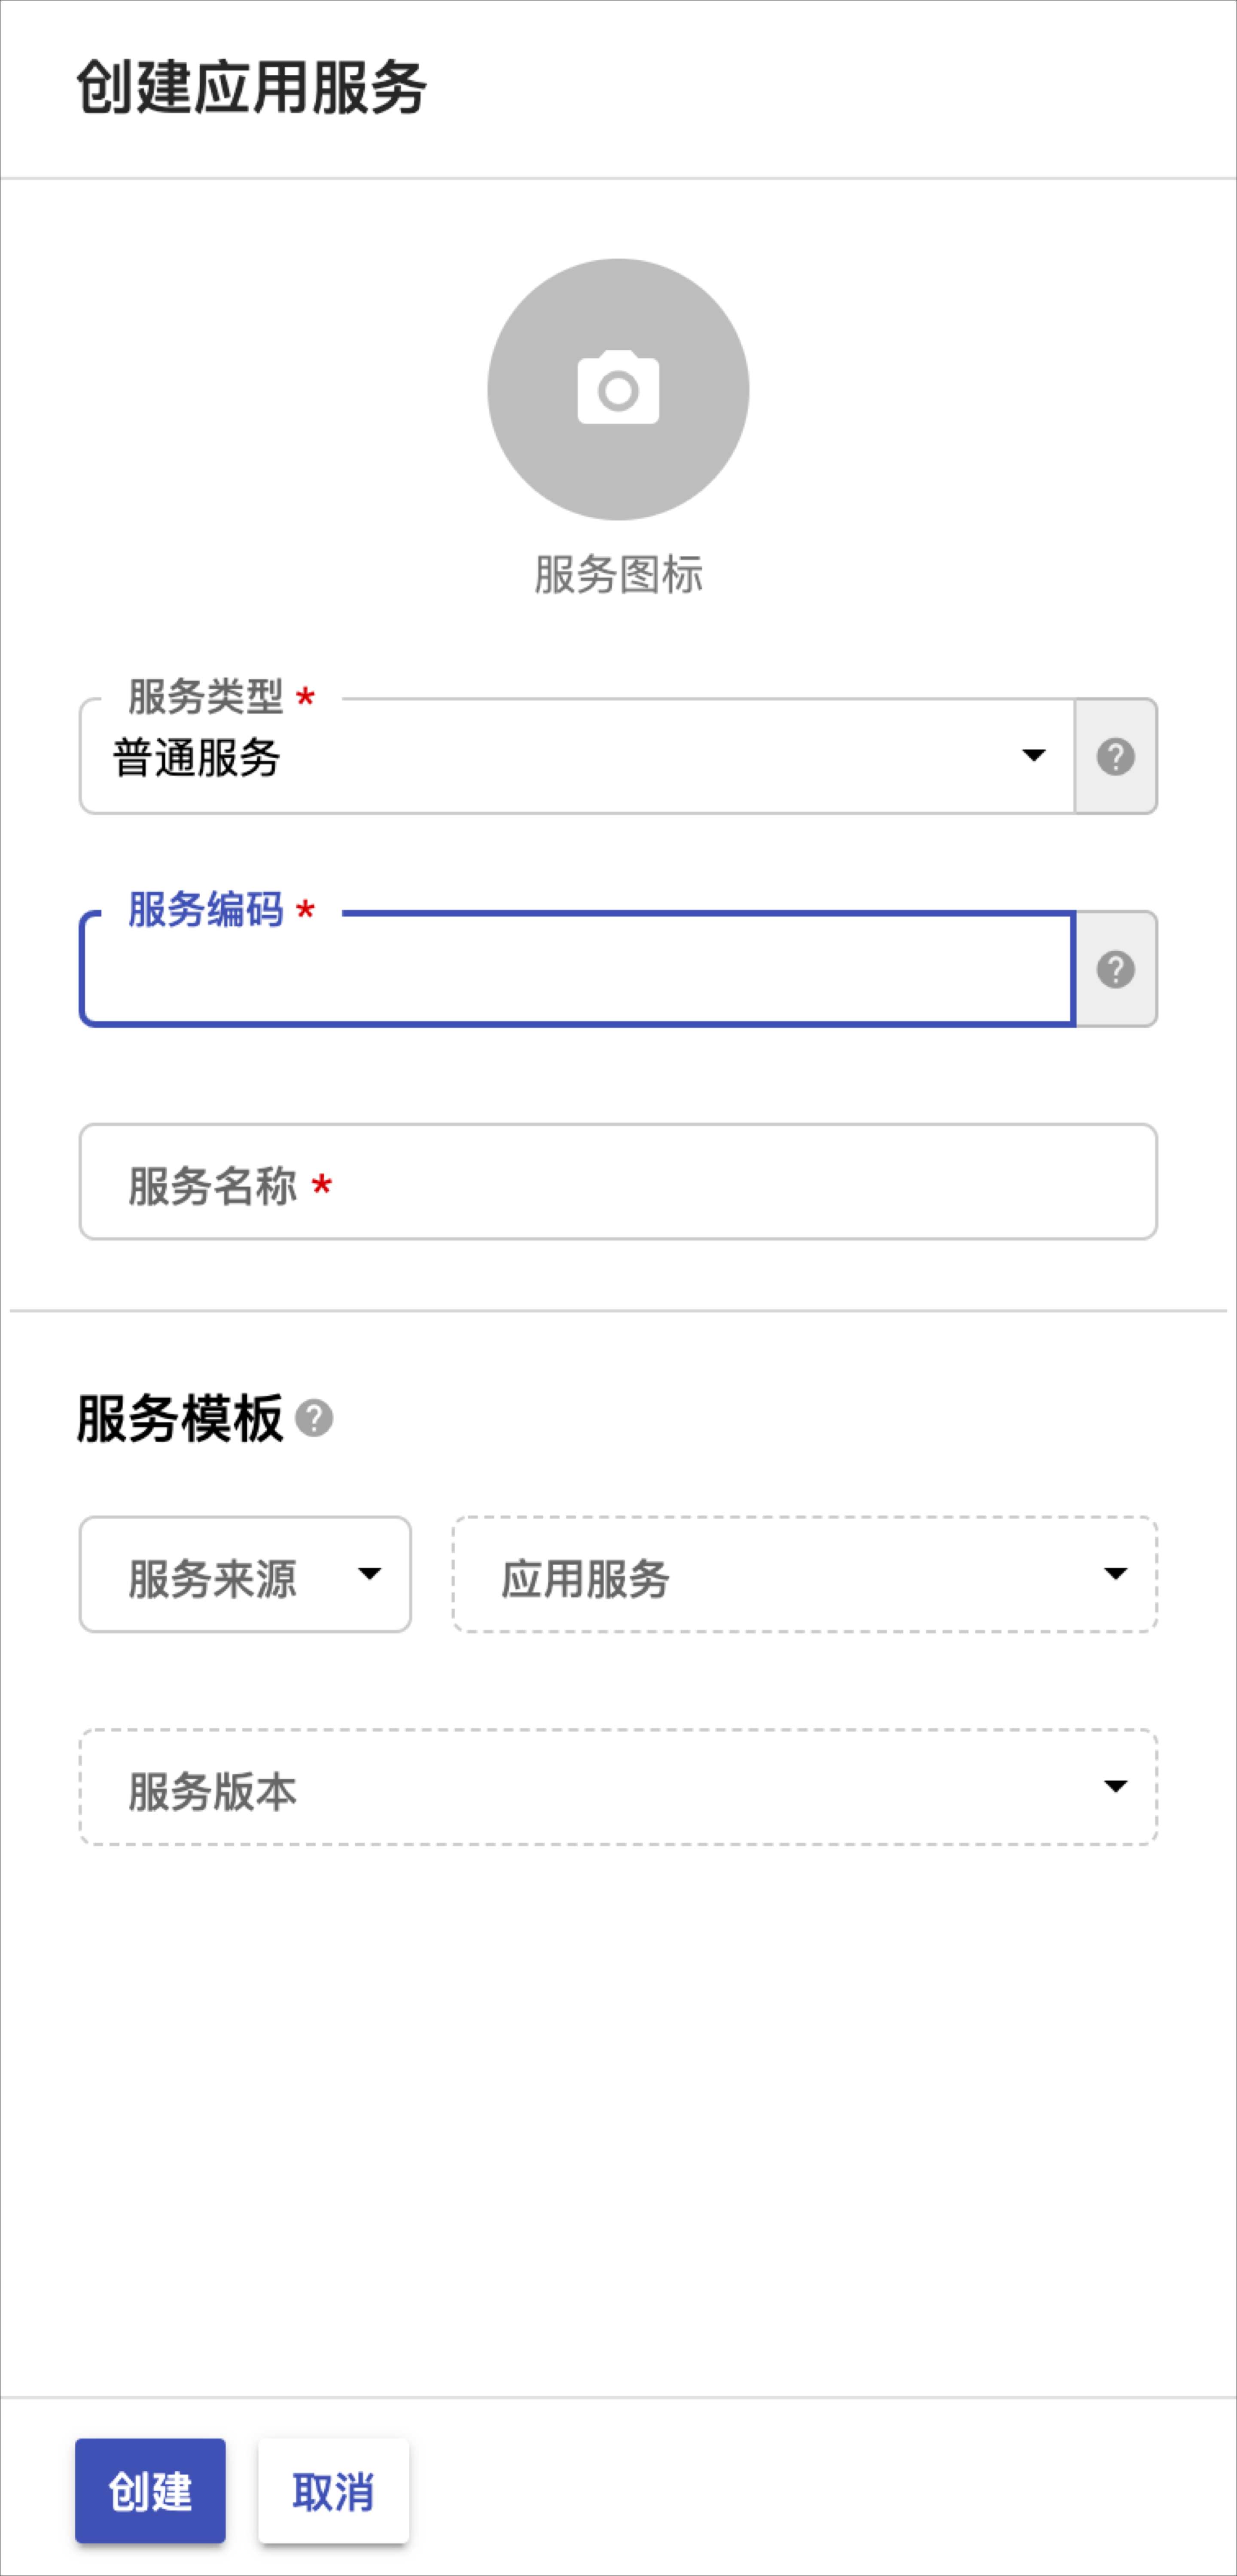 创建应用服务
服务图标
服务类型 *
普通服务
服务编码 *
服务名称 *
服务模板
服务来源 应用服务
服务版本
创建 取消